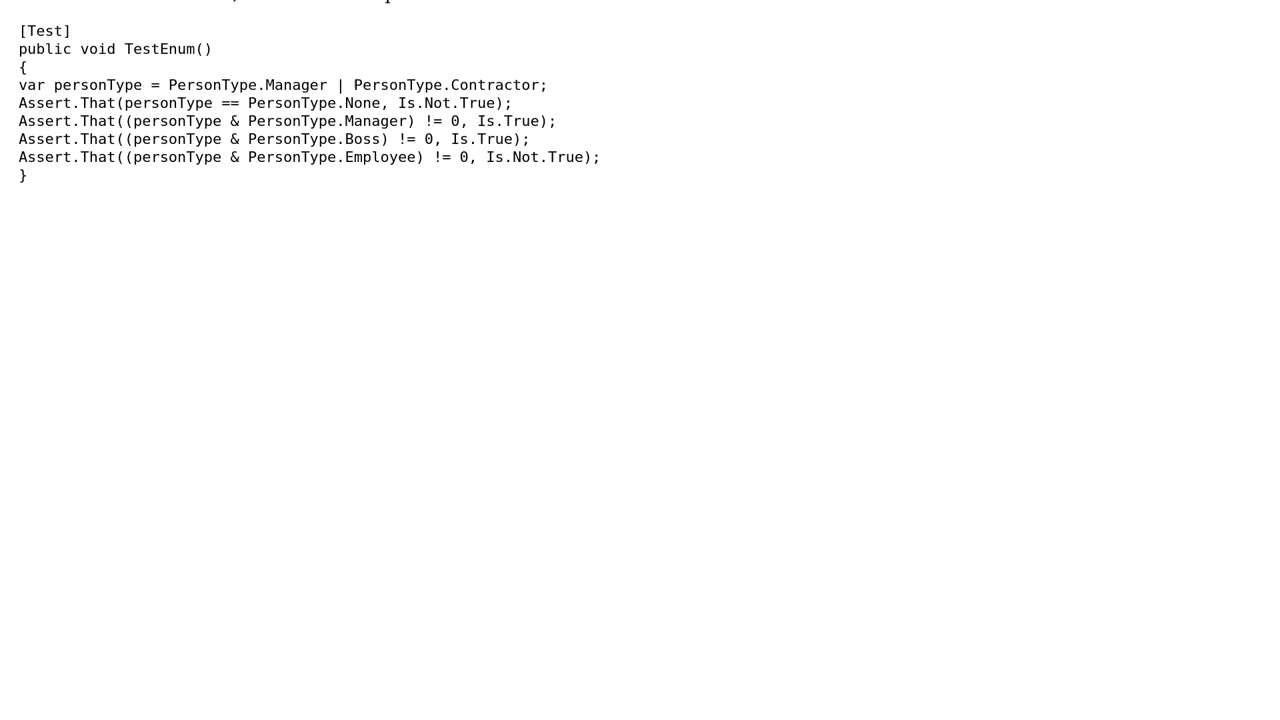 [Test]
public void TestEnum()
{
var personType = PersonType.Manager | PersonType.Contractor;
Assert.That(personType == PersonType.None, Is.Not.True);
Assert.That((personType & PersonType.Manager) != 0, Is.True);
Assert.That((personType & PersonType.Boss) != 0, Is.True);
Assert.That((personType & PersonType.Employee) != 0, Is.Not.True);
}